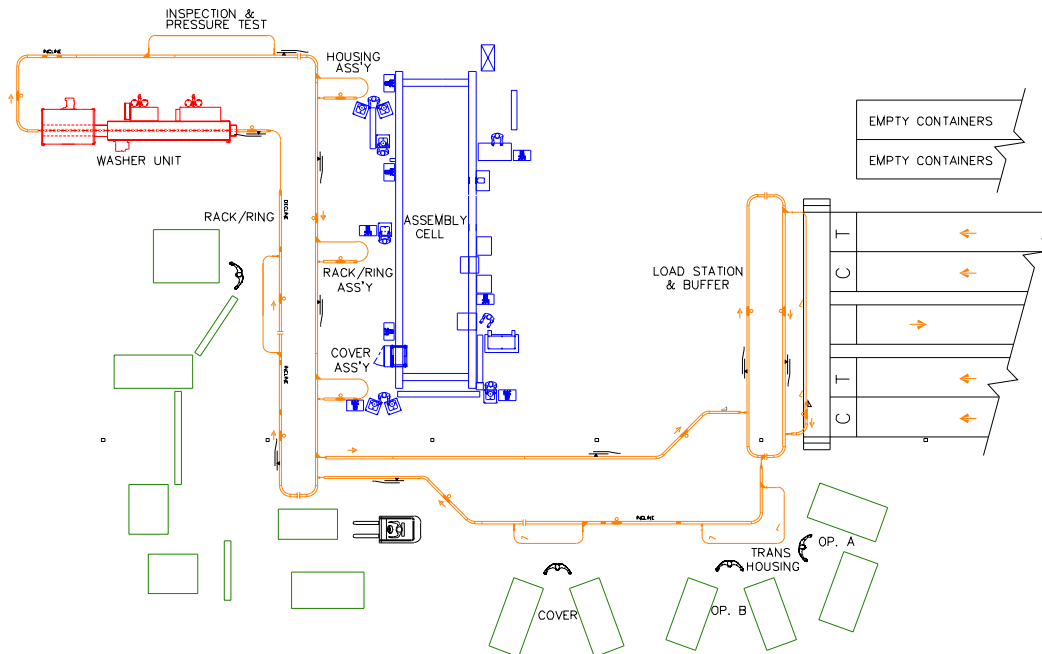 INSPECTION &
PRESSURE TEST
INCLINE
HOUSING
ASS'Y
EMPTY CONTAINERS
EMPTY CONTAINERS
WASHER UNIT
DECLINE
RACK/RING
ASSEMBLY
CELL
T
C
RACK/RING
ASS'Y
LOAD STATION
& BUFFER
COVER
ASS'Y
INCLINE
T
C
INCLINE
OP. A
TRANS
HOUSING
COVER
OP. B